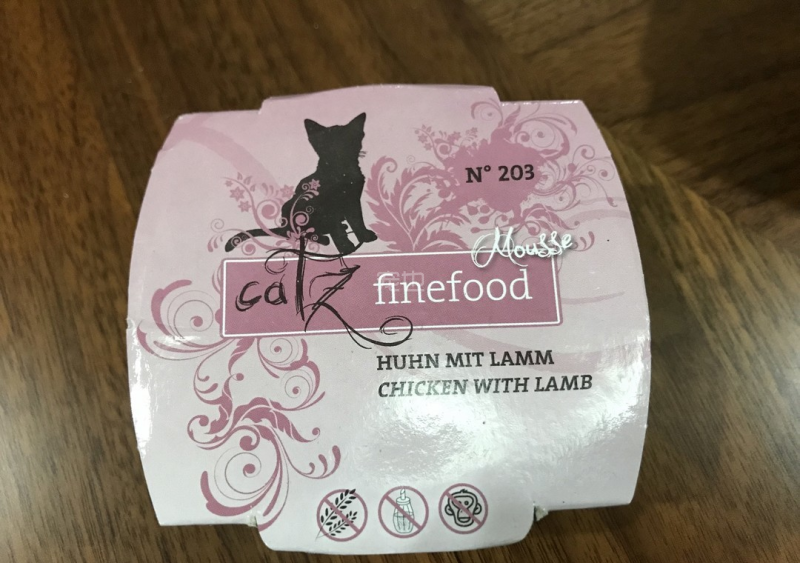 N° 203
Mousse
catz finefood
HUHN MIT LAMM
CHICKEN WITH LAMB